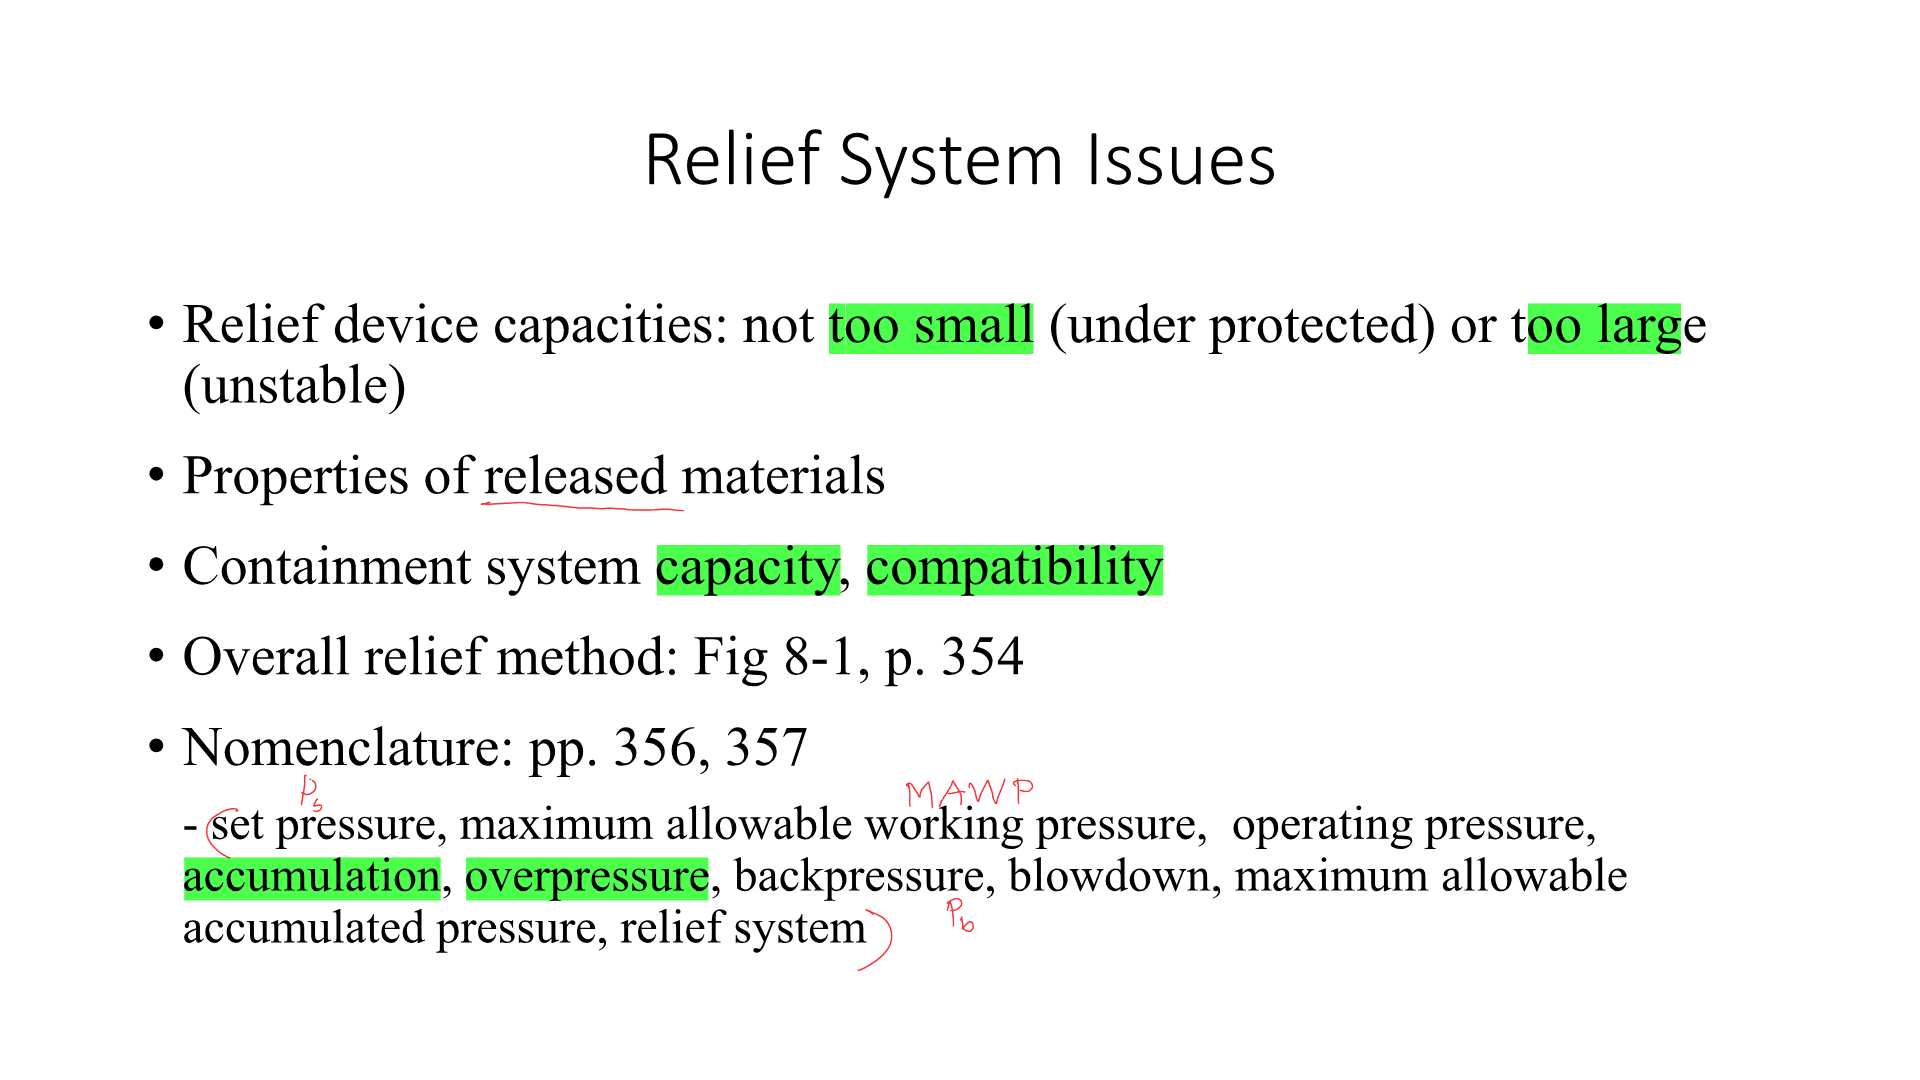 Relief System Issues
• Relief device capacities: not too small (under protected) or too large
(unstable)
• Properties of released materials
• Containment system capacity, compatibility
• Overall relief method: Fig 8-1, p. 354
• Nomenclature: pp. 356, 357
Ps MAWP
- set pressure, maximum allowable working pressure, operating pressure,
accumulation, overpressure, backpressure, blowdown, maximum allowable
Pb
accumulated pressure, relief system